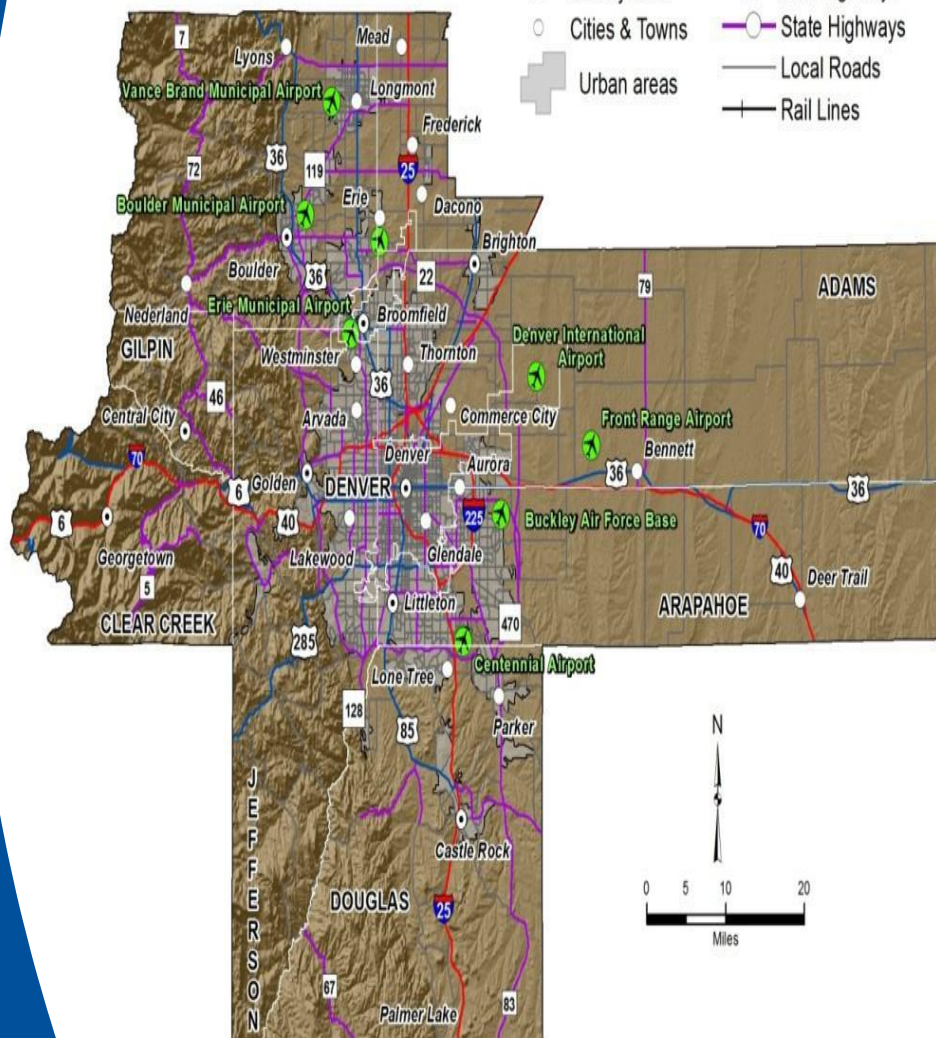 Cities & Towns
State Highways
Urban areas
Local Roads
Rail Lines
7
Lyons
Mead
Vance Brand Municipal Airport
Longmont
Frederick
36
119
25
72
Boulder Municipal Airport
Erie
Dacono
Brighton
Boulder
36
22
79
ADAMS
Nederland
Erie Municipal Airport
Broomfield
GILPIN
Westminster
Thornton
Denver International
Airport
36
46
Central City
Arvada
Commerce City
Front Range Airport
Bennett
70
Denver
Aurora
36
6
Golden
DENVER
36
6
40
225
Buckley Air Force Base
70
Georgetown
Lakewood
Glendale
40
Deer Trail
5
Littleton
ARAPAHOE
CLEAR CREEK
470
285
Centennial Airport
Lone Tree
128
Parker
85
N
JEFFERSON
Castle Rock
0 5 10 20
Miles
DOUGLAS
25
67
83
Palmer Lake